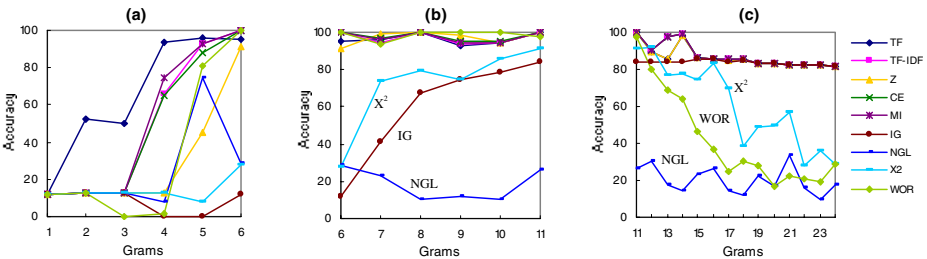 (a)
100
80
60
40
20
0
Accuracy
1 2 3 4 5 6
Grams
(b)
100
80
60
40
20
0
Accuracy
X²
IG
NGL
6 7 8 9 10 11
Grams
(c)
100
80
60
40
20
0
Accuracy
X²
WOR
NGL
11 13 15 17 19 21 23
Grams
TF
TF-IDF
Z
CE
MI
IG
NGL
X2
WOR